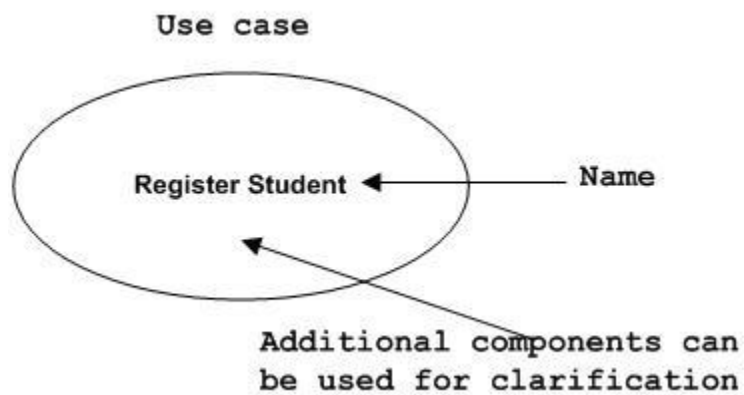 Use case
Register Student
Name
Additional components can
be used for clarification